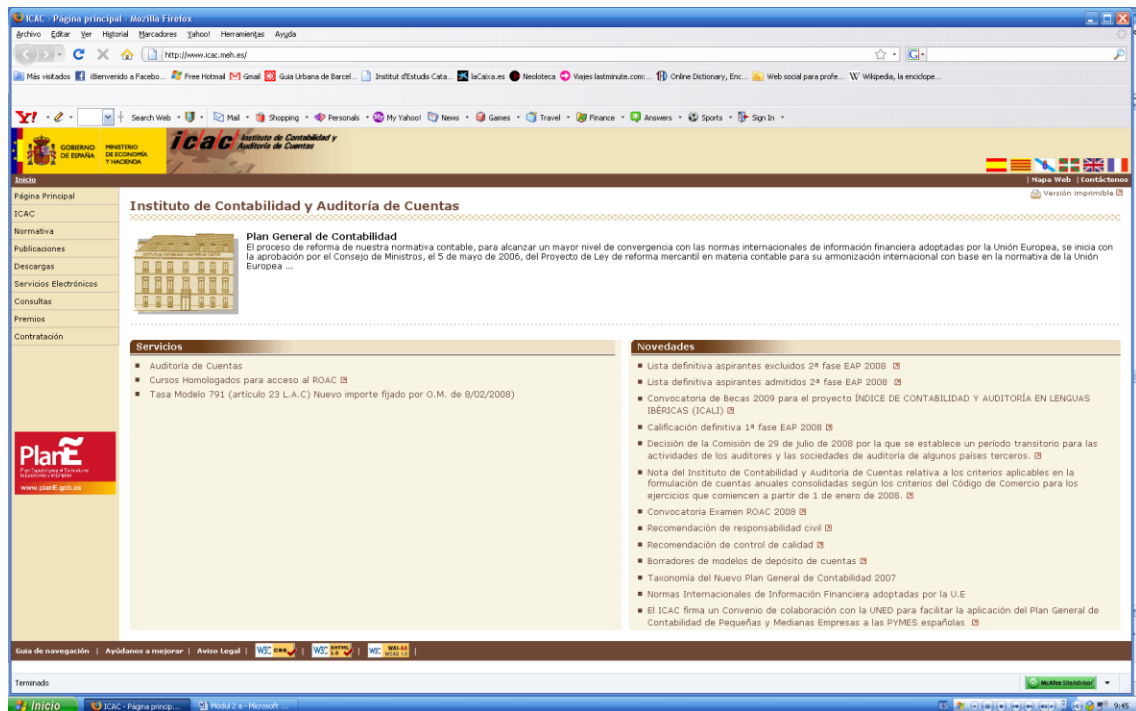 ICAC - Página principal - Mozilla Firefox
Archivo Editar Ver Historial Marcadores Yahoo! Herramientas Ayuda
http://www.icac.meh.es/
Más visitados iBienvenido a Facebo... Free Hotmail Gmail Guia Urbana de Barcel... Institut d'Estudis Cata... laCaixa.es Neoloteca Viajes lastminute.com:... Online Dictionary, Enc... Web social para profe... Wikipedia, la enciclope...
Search Web Mail Shopping Personals My Yahoo! News Games Travel Finance Answers Sports Sign In
GOBIERNO DE ESPAÑA
MINISTERIO DE ECONOMÍA Y HACIENDA
icac Instituto de Contabilidad y
Auditoría de Cuentas
Inicio
| Mapa Web | Contáctenos
Versión imprimible
Página Principal
ICAC
Normativa
Publicaciones
Descargas
Servicios Electrónicos
Consultas
Premios
Contratación
PlanE
www.planE.gob.es
Instituto de Contabilidad y Auditoría de Cuentas
Plan General de Contabilidad
El proceso de reforma de nuestra normativa contable, para alcanzar un mayor nivel de convergencia con las normas internacionales de información financiera adoptadas por la Unión Europea, se inicia con
la aprobación por el Consejo de Ministros, el 5 de mayo de 2006, del Proyecto de Ley de reforma mercantil en materia contable para su armonización internacional con base en la normativa de la Unión
Europea ...
Servicios
Auditoría de Cuentas
Cursos Homologados para acceso al ROAC
Tasa Modelo 791 (artículo 23 L.A.C) Nuevo importe fijado por O.M. de 8/02/2008)
Novedades
Lista definitiva aspirantes excluidos 2ª fase EAP 2008
Lista definitiva aspirantes admitidos 2ª fase EAP 2008
Convocatoria de Becas 2009 para el proyecto ÍNDICE DE CONTABILIDAD Y AUDITORÍA EN LENGUAS
IBÉRICAS (ICALI)
Calificación definitiva 1ª fase EAP 2008
Decisión de la Comisión de 29 de julio de 2008 por la que se establece un período transitorio para las
actividades de los auditores y las sociedades de auditoría de algunos países terceros.
Nota del Instituto de Contabilidad y Auditoría de Cuentas relativa a los criterios aplicables en la
formulación de cuentas anuales consolidadas según los criterios del Código de Comercio para los
ejercicios que comiencen a partir de 1 de enero de 2008.
Convocatoria Examen ROAC 2008
Recomendación de responsabilidad civil
Recomendación de control de calidad
Borradores de modelos de depósito de cuentas
Taxonomía del Nuevo Plan General de Contabilidad 2007
Normas Internacionales de Información Financiera adoptadas por la U.E
El ICAC firma un Convenio de colaboración con la UNED para facilitar la aplicación del Plan General de
Contabilidad de Pequeñas y Medianas Empresas a las PYMES españolas
Guía de navegación | Ayúdanos a mejorar | Aviso Legal | W3C css | W3C XHTML 1.0 | W3C WAI-AA WCAG 1.0 |
Terminado
McAfee SiteAdvisor
Inicio ICAC - Página princip... Mòdul 2 a - Microsoft ... ES 9:45